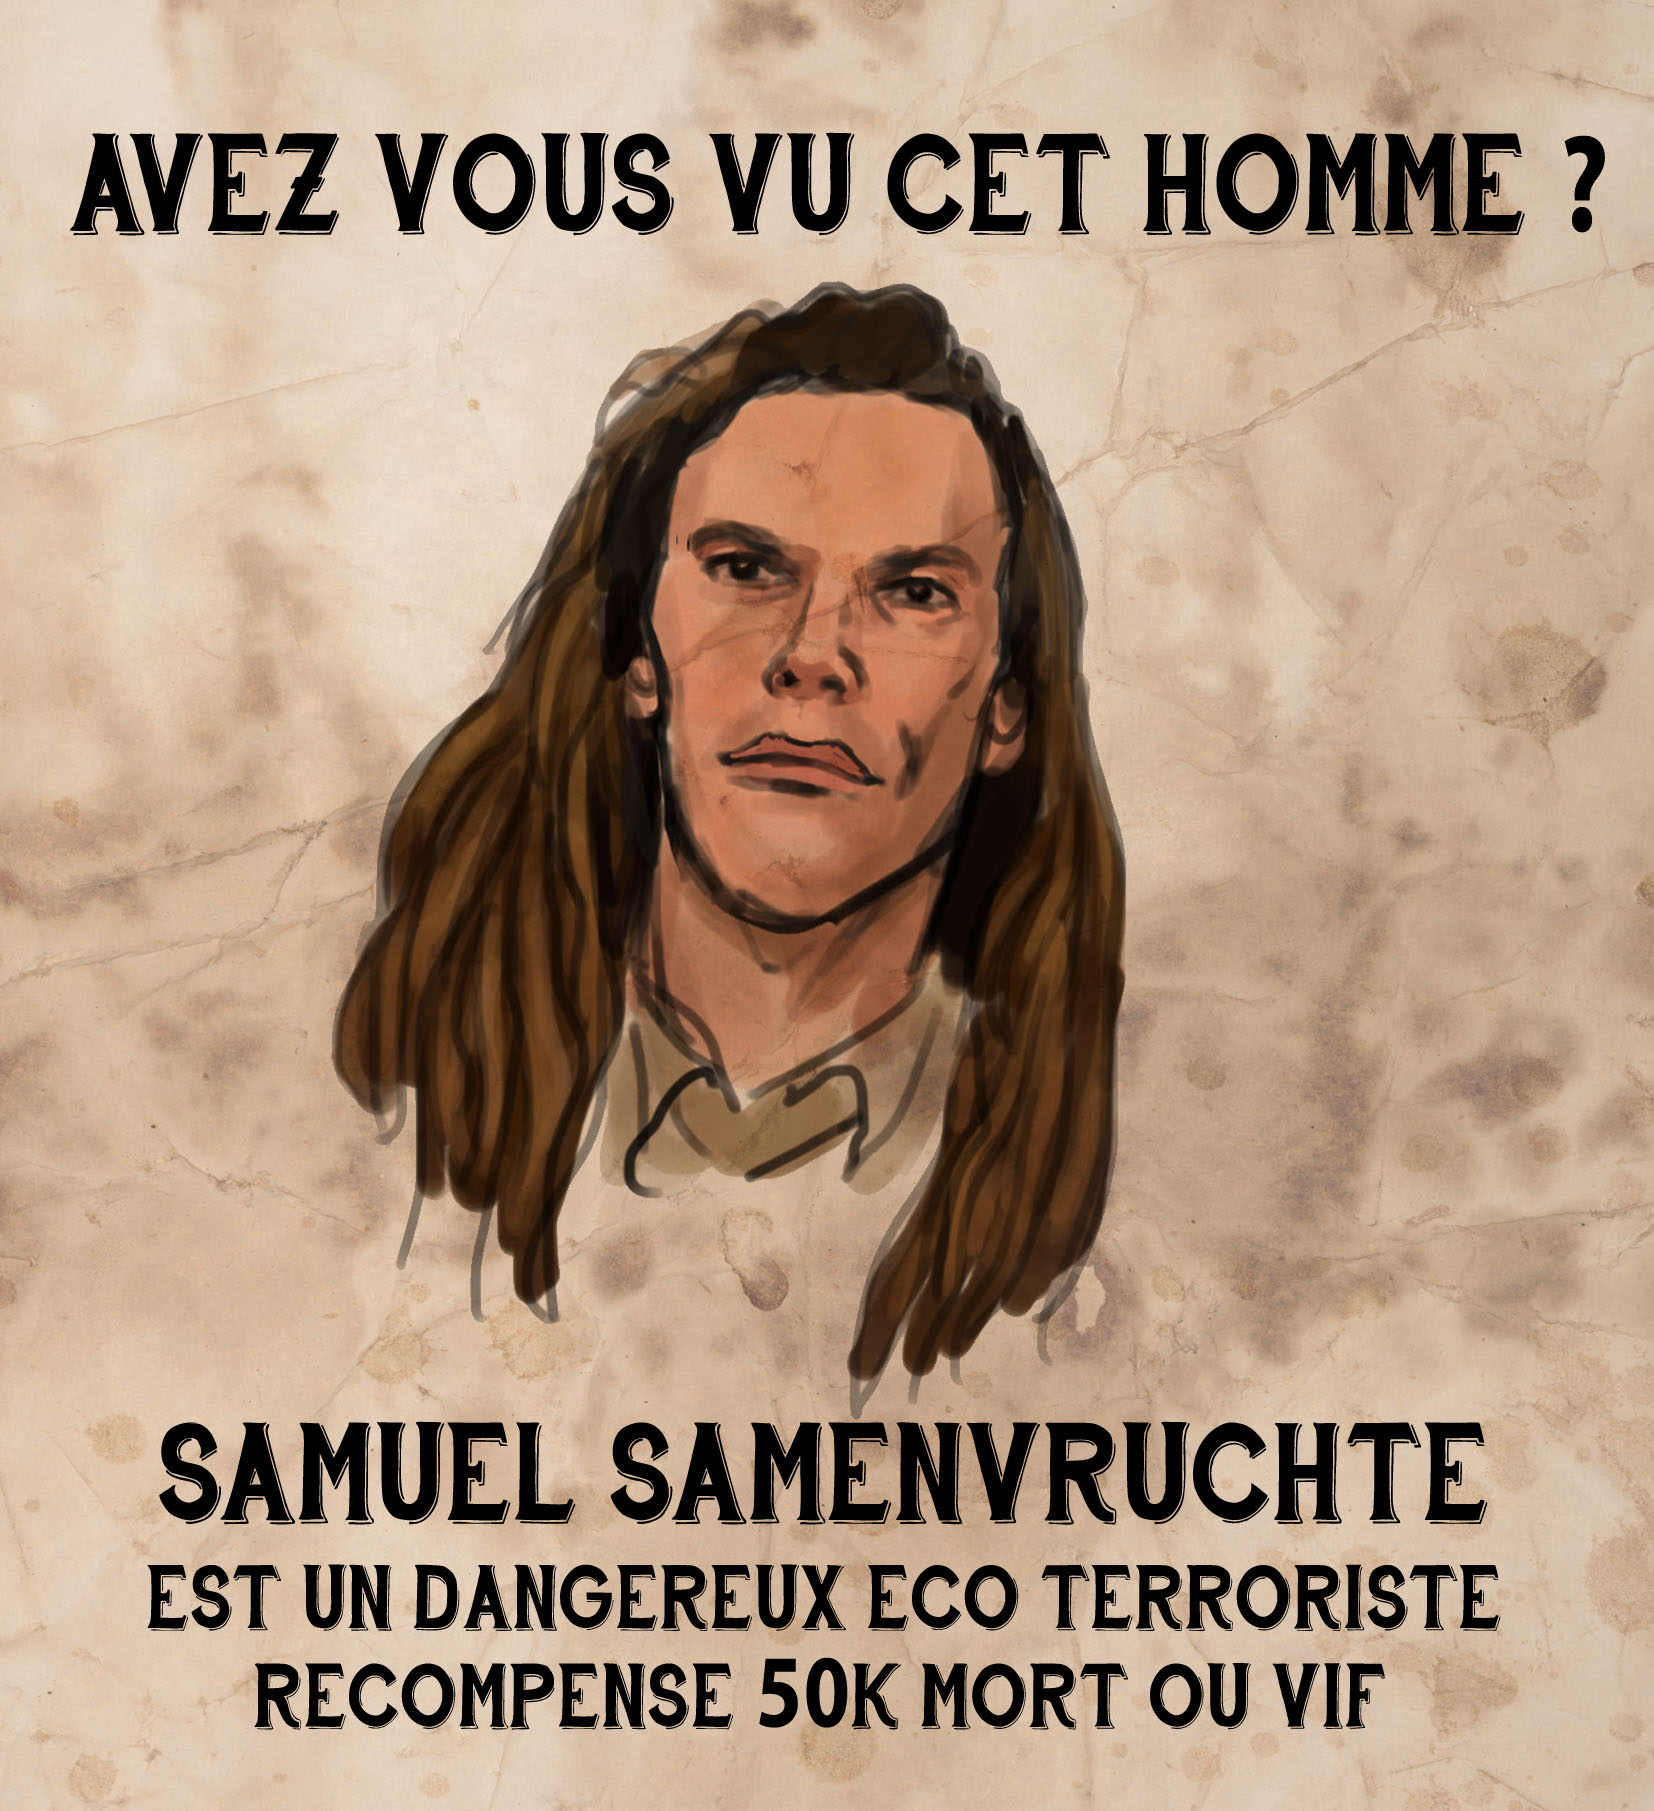 AVEZ VOUS VU CET HOMME ?
SAMUEL SAMENVRUCHTE
EST UN DANGEREUX ECO TERRORISTE
RECOMPENSE 50K MORT OU VIF